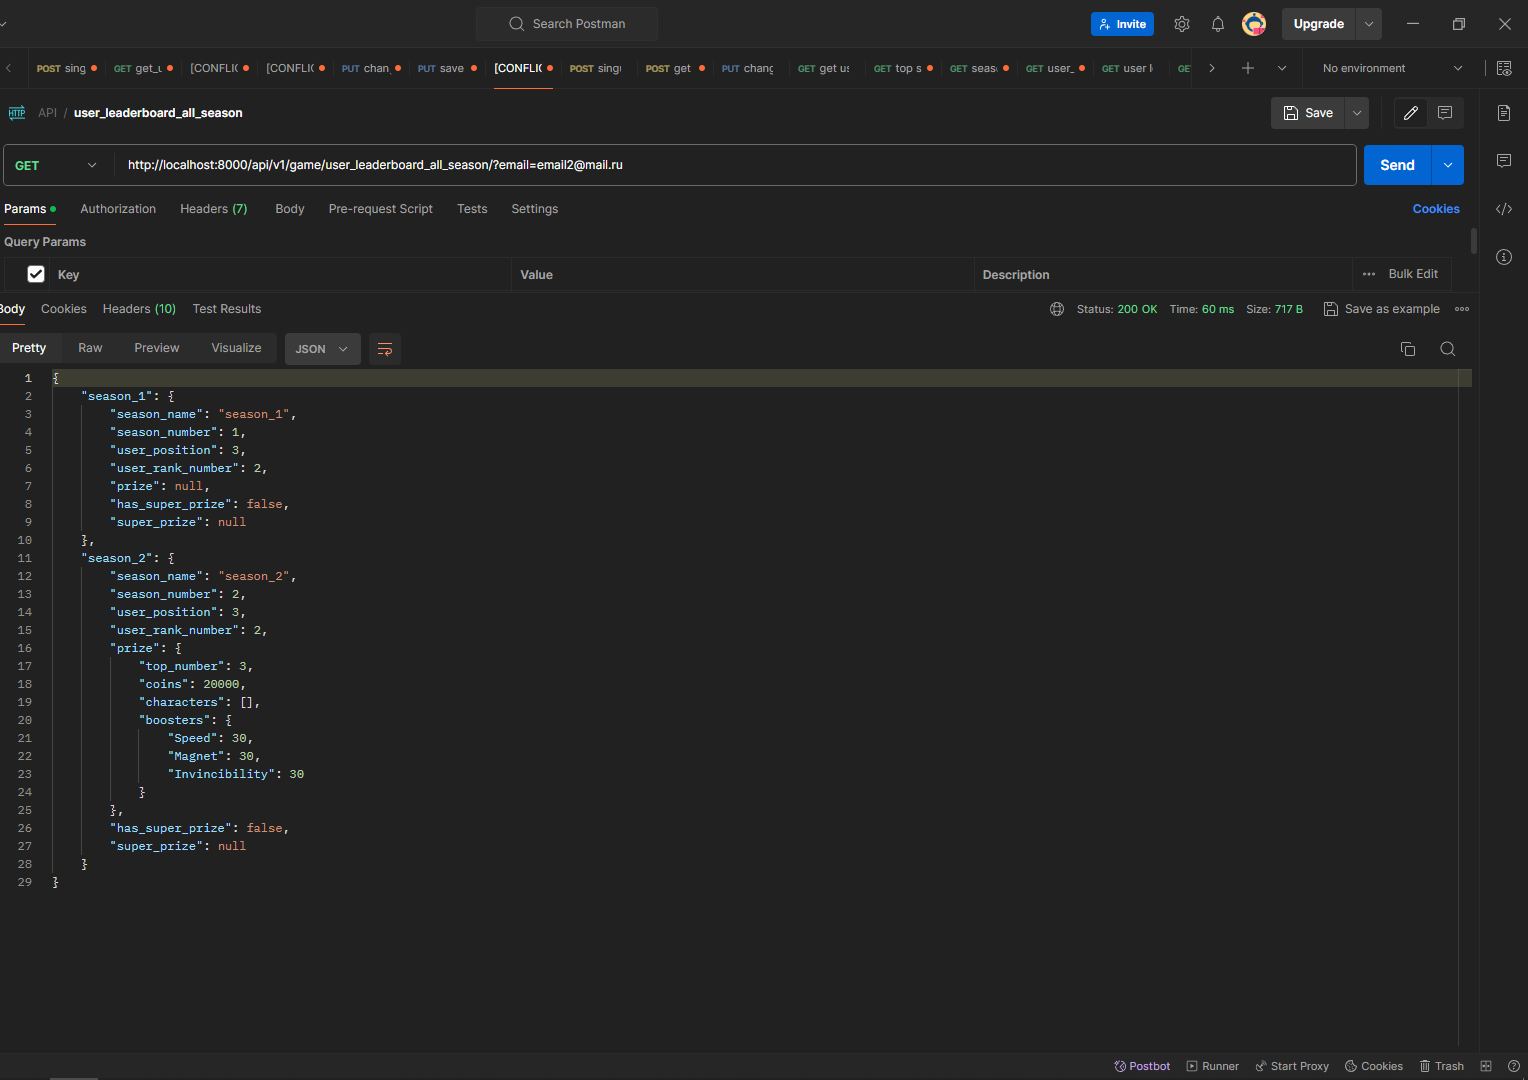 Search Postman
Invite
Upgrade
POST sing
GET get_u
[CONFLIC
[CONFLIC
PUT chan
PUT save
[CONFLIC
POST singu
POST get
PUT chang
GET get us
GET top s
GET seas
GET user_
GET user l
GE
No environment
HTTP API / user_leaderboard_all_season
Save
GET http://localhost:8000/api/v1/game/user_leaderboard_all_season/?email=email2@mail.ru
Send
Params Authorization Headers (7) Body Pre-request Script Tests Settings Cookies
Query Params
Key Value Description ••• Bulk Edit
Body Cookies Headers (10) Test Results Status: 200 OK Time: 60 ms Size: 717 B Save as example
Pretty Raw Preview Visualize JSON
1 {
2 "season_1": {
3 "season_name": "season_1",
4 "season_number": 1,
5 "user_position": 3,
6 "user_rank_number": 2,
7 "prize": null,
8 "has_super_prize": false,
9 "super_prize": null
10 },
11 "season_2": {
12 "season_name": "season_2",
13 "season_number": 2,
14 "user_position": 3,
15 "user_rank_number": 2,
16 "prize": {
17 "top_number": 3,
18 "coins": 20000,
19 "characters": [],
20 "boosters": {
21 "Speed": 30,
22 "Magnet": 30,
23 "Invincibility": 30
24 }
25 },
26 "has_super_prize": false,
27 "super_prize": null
28 }
29 }
Postbot Runner Start Proxy Cookies Trash